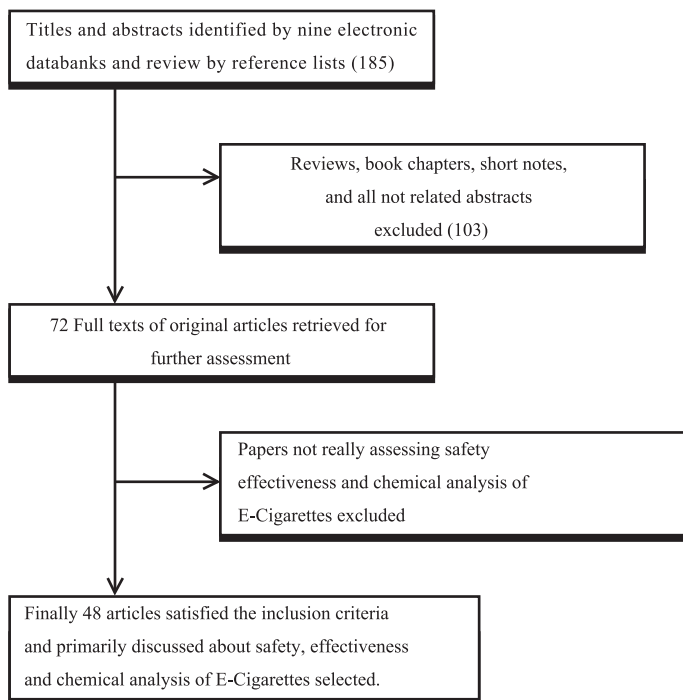 Titles and abstracts identified by nine electronic
databanks and review by reference lists (185)
Reviews, book chapters, short notes,
and all not related abstracts
excluded (103)
72 Full texts of original articles retrieved for
further assessment
Papers not really assessing safety
effectiveness and chemical analysis of
E-Cigarettes excluded
Finally 48 articles satisfied the inclusion criteria
and primarily discussed about safety, effectiveness
and chemical analysis of E-Cigarettes selected.